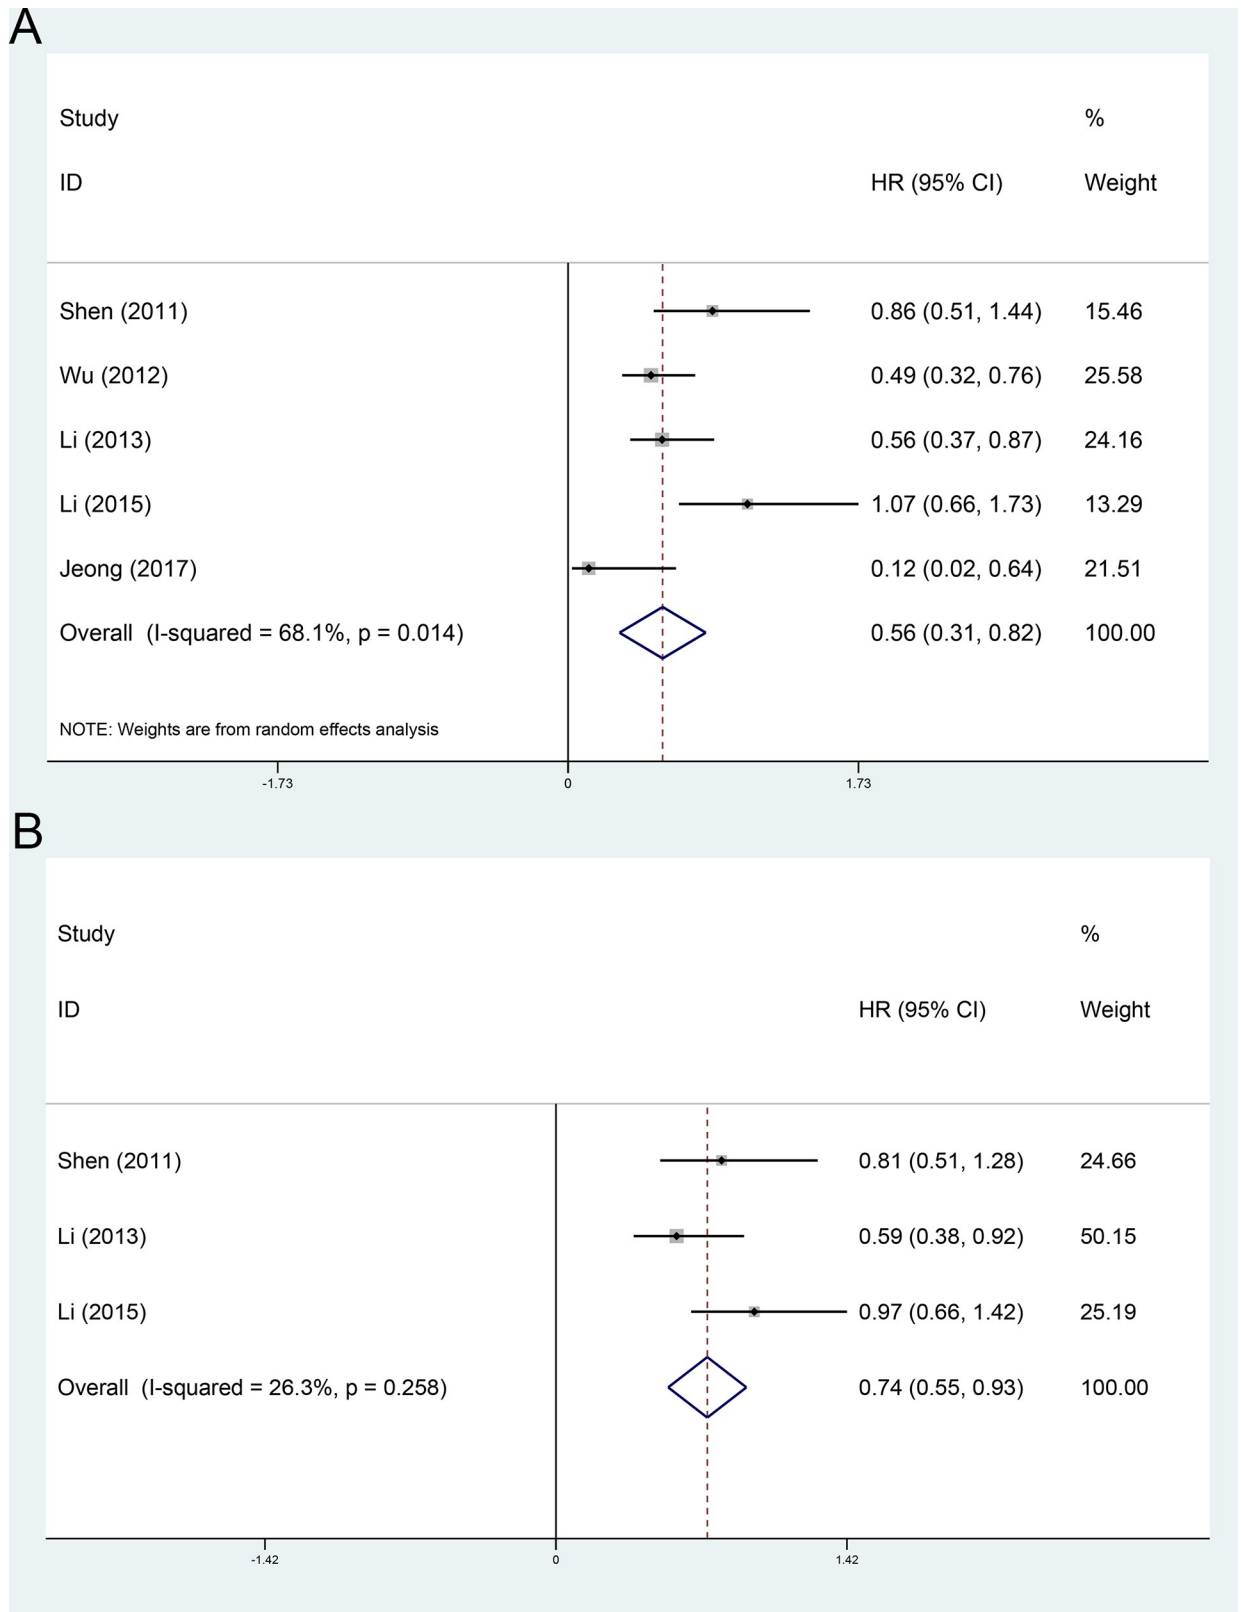 A
Study %
ID HR (95% CI) Weight
Shen (2011) 0.86 (0.51, 1.44) 15.46
Wu (2012) 0.49 (0.32, 0.76) 25.58
Li (2013) 0.56 (0.37, 0.87) 24.16
Li (2015) 1.07 (0.66, 1.73) 13.29
Jeong (2017) 0.12 (0.02, 0.64) 21.51
Overall (I-squared = 68.1%, p = 0.014) 0.56 (0.31, 0.82) 100.00
NOTE: Weights are from random effects analysis
-1.73 0 1.73
B
Study %
ID HR (95% CI) Weight
Shen (2011) 0.81 (0.51, 1.28) 24.66
Li (2013) 0.59 (0.38, 0.92) 50.15
Li (2015) 0.97 (0.66, 1.42) 25.19
Overall (I-squared = 26.3%, p = 0.258) 0.74 (0.55, 0.93) 100.00
-1.42 0 1.42